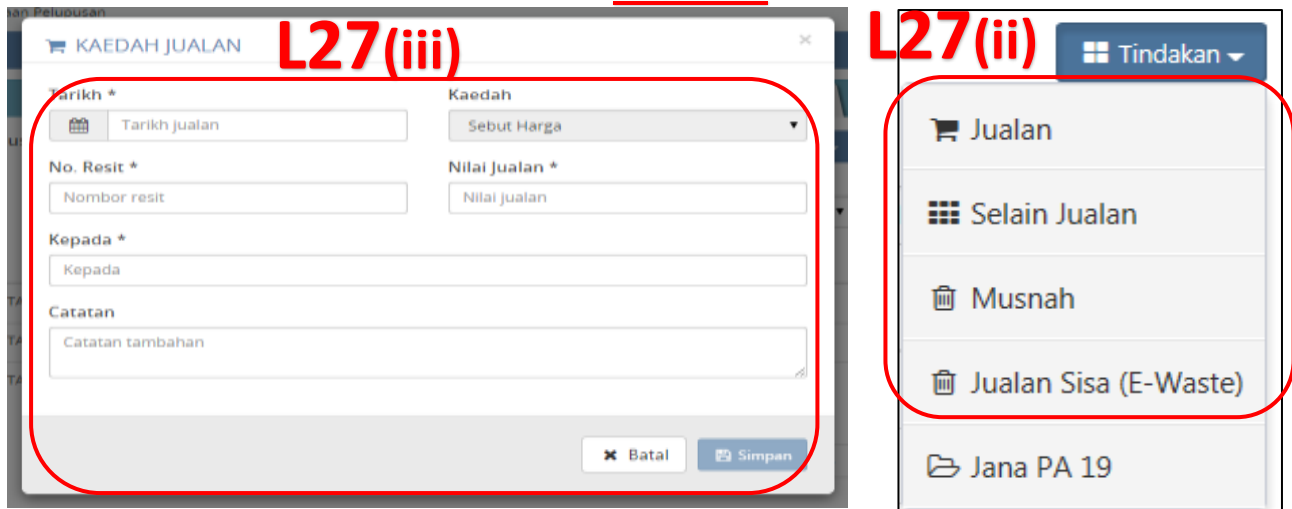 Pelupusan
KAEDAH JUALAN
L27(iii)
×
Tarikh *
Kaedah
Tarikh jualan
Sebut Harga
No. Resit *
Nilai Jualan *
Nombor resit
Nilai jualan
Kepada *
Kepada
Catatan
Catatan tambahan
Batal
Simpan
L27(ii)
Tindakan
Jualan
Selain Jualan
Musnah
Jualan Sisa (E-Waste)
Jana PA 19